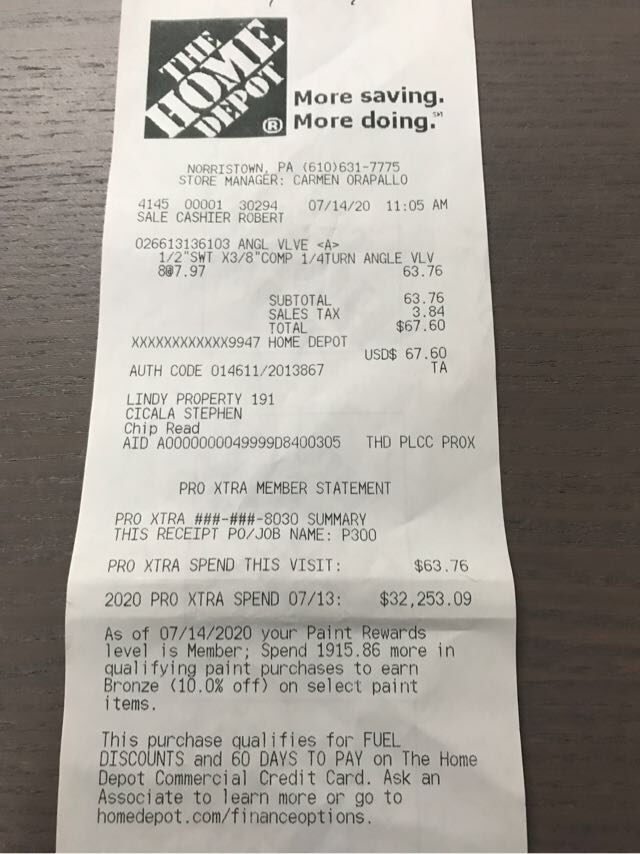 THE
HOME
DEPOT
®
More saving.
More doing.℠
NORRISTOWN, PA (610)631-7775
STORE MANAGER: CARMEN ORAPALLO
4145 00001 30294 07/14/20 11:05 AM
SALE CASHIER ROBERT
026613136103 ANGL VLVE <A>
1/2"SWT X3/8"COMP 1/4TURN ANGLE VLV
8@7.97 63.76
SUBTOTAL 63.76
SALES TAX 3.84
TOTAL $67.60
XXXXXXXXXXXX9947 HOME DEPOT
USD$ 67.60
AUTH CODE 014611/2013867 TA
LINDY PROPERTY 191
CICALA STEPHEN
Chip Read
AID A0000000049999D8400305 THD PLCC PROX
PRO XTRA MEMBER STATEMENT
PRO XTRA ###-###-8030 SUMMARY
THIS RECEIPT PO/JOB NAME: P300
PRO XTRA SPEND THIS VISIT: $63.76
2020 PRO XTRA SPEND 07/13: $32,253.09
As of 07/14/2020 your Paint Rewards
level is Member; Spend 1915.86 more in
qualifying paint purchases to earn
Bronze (10.0% off) on select paint
items.
This purchase qualifies for FUEL
DISCOUNTS and 60 DAYS TO PAY on The Home
Depot Commercial Credit Card. Ask an
Associate to learn more or go to
homedepot.com/financeoptions.